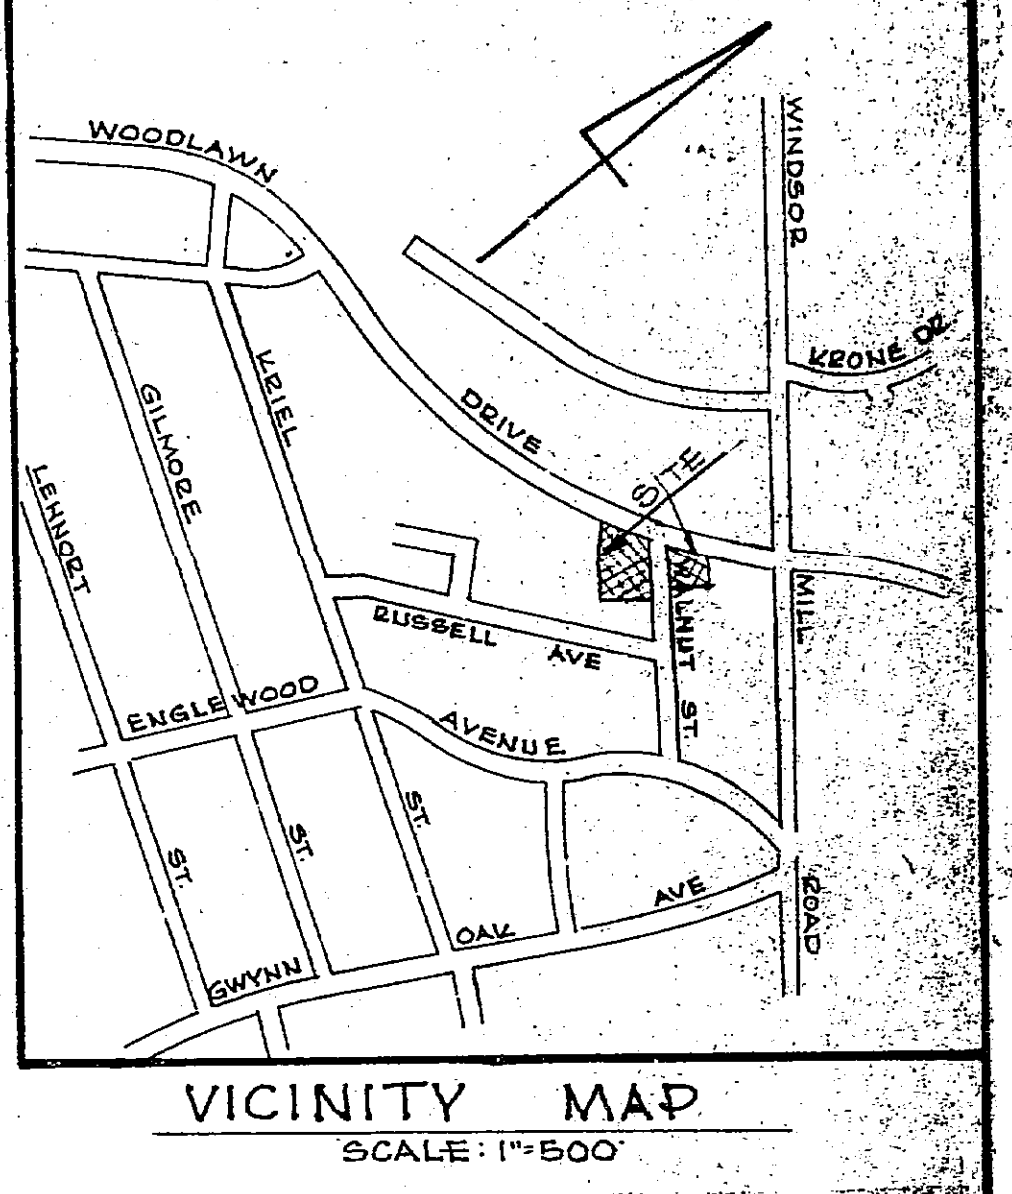 WOODLAWN
DRIVE
WINDSOR
MILL
ROAD
KRONE DR.
KRIEL
ST.
GILMORE
ST.
LEHNORT
ST.
SITE
WALNUT ST.
RUSSELL AVE
ENGLEWOOD
AVENUE
GWYNN
OAK
AVE
VICINITY MAP
SCALE: 1"=500'